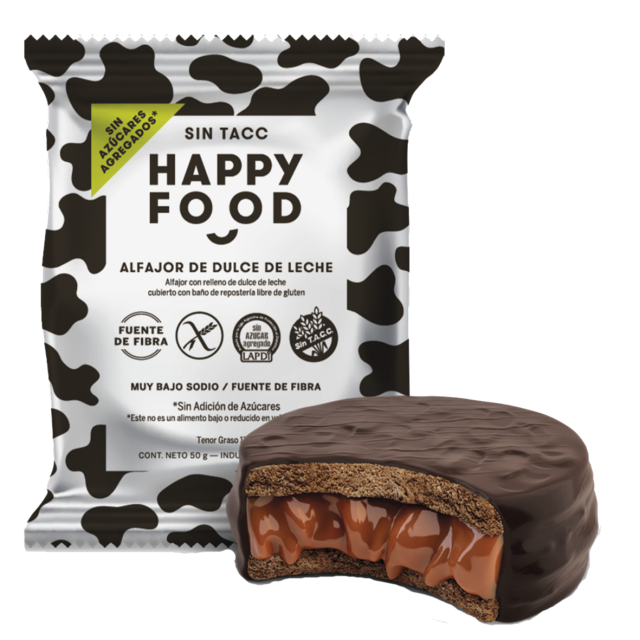 SIN
AZÚCARES
AGREGADOS*
SIN TACC
HAPPY
FOOD
ALFAJOR DE DULCE DE LECHE
Alfajor con relleno de dulce de leche
cubierto con baño de repostería libre de gluten
FUENTE
DE FIBRA
sin
AZUCAR
agregado
LAPDI
Sin T.A.C.C.
MUY BAJO SODIO / FUENTE DE FIBRA
*Sin Adición de Azúcares
*Este no es un alimento bajo o reducido en
Tenor Graso
CONT. NETO 50 g —